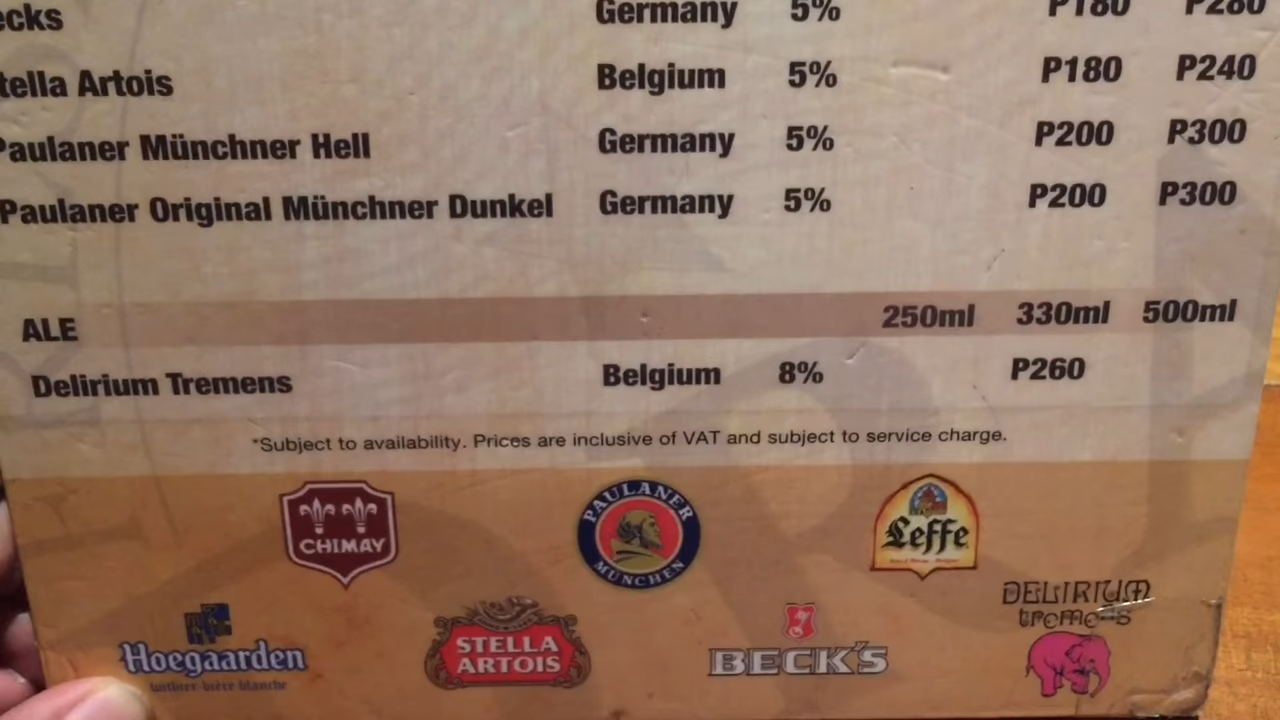 ecks Germany 5% P180 P280
tella Artois Belgium 5% P180 P240
Paulaner Münchner Hell Germany 5% P200 P300
Paulaner Original Münchner Dunkel Germany 5% P200 P300
ALE 250ml 330ml 500ml
Delirium Tremens Belgium 8% P260
*Subject to availability. Prices are inclusive of VAT and subject to service charge.
CHIMAY
PAULANER
MÜNCHEN
Leffe
Hoegaarden
witbier-bière blanche
STELLA
ARTOIS
BECK'S
DELIRIUM